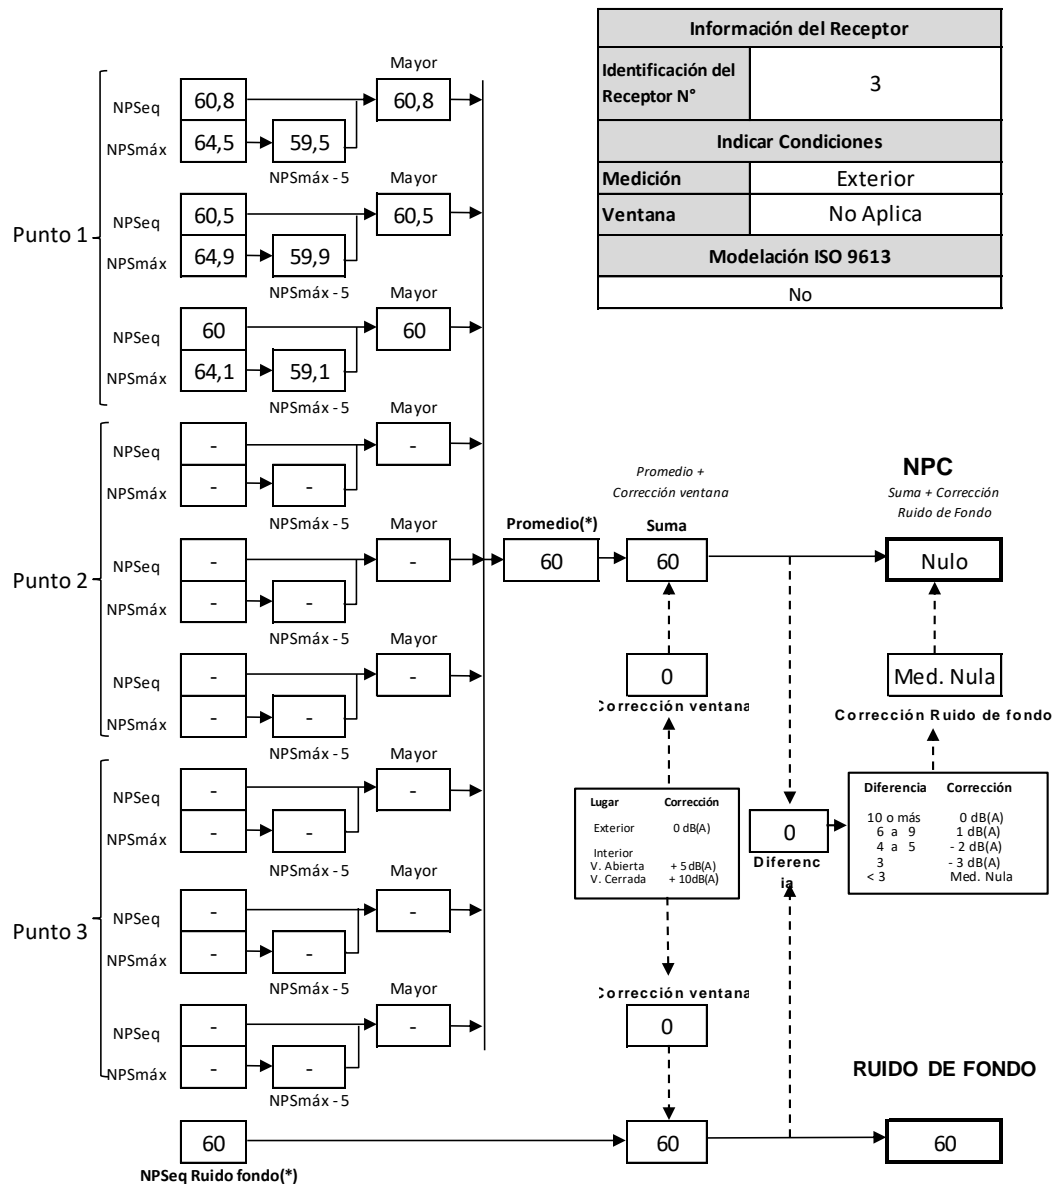 Información del Receptor
Identificación del Receptor N°
3
Indicar Condiciones
Medición
Exterior
Ventana
No Aplica
Modelación ISO 9613
No
Punto 1
Mayor
NPSeq
60,8
60,8
NPSmáx
64,5
59,5
NPSmáx - 5
Mayor
NPSeq
60,5
60,5
NPSmáx
64,9
59,9
NPSmáx - 5
Mayor
NPSeq
60
60
NPSmáx
64,1
59,1
NPSmáx - 5
Punto 2
Mayor
NPSeq
-
-
NPSmáx
-
-
NPSmáx - 5
Mayor
NPSeq
-
-
NPSmáx
-
-
NPSmáx - 5
Mayor
NPSeq
-
-
NPSmáx
-
-
NPSmáx - 5
Punto 3
Mayor
NPSeq
-
-
NPSmáx
-
-
NPSmáx - 5
Mayor
NPSeq
-
-
NPSmáx
-
-
NPSmáx - 5
Mayor
NPSeq
-
-
NPSmáx
-
-
NPSmáx - 5
Promedio(*)
60
Promedio +
Corrección ventana
Suma
60
NPC
Suma + Corrección
Ruido de Fondo
Nulo
0
Corrección ventana
Med. Nula
Corrección Ruido de fondo
Lugar Corrección
Exterior 0 dB(A)
Interior
V. Abierta + 5 dB(A)
V. Cerrada + 10dB(A)
0
Diferenc
ia
Diferencia Corrección
10 o más 0 dB(A)
6 a 9 1 dB(A)
4 a 5 - 2 dB(A)
3 - 3 dB(A)
< 3 Med. Nula
Corrección ventana
0
RUIDO DE FONDO
60
60
60
NPSeq Ruido fondo(*)